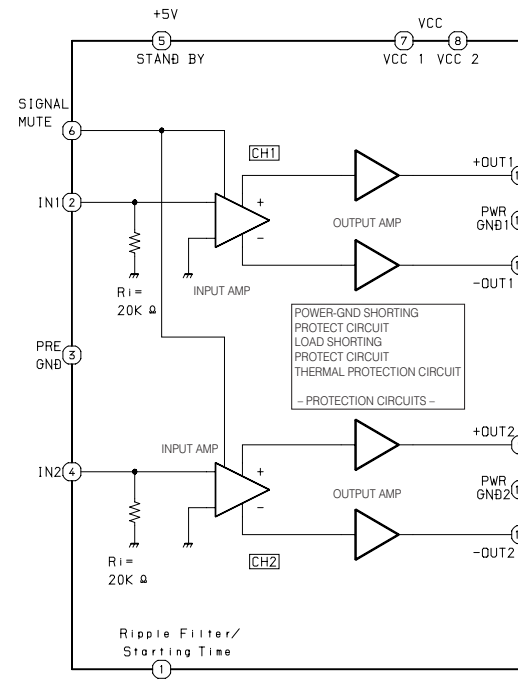 +5V
VCC
5
7
8
STAND BY
VCC 1 VCC 2
SIGNAL
MUTE
6
CH1
+OUT1
IN1
2
+
OUTPUT AMP
PWR
GND1
−
Ri=
20K Ω
INPUT AMP
−OUT1
POWER-GND SHORTING
PROTECT CIRCUIT
LOAD SHORTING
PROTECT CIRCUIT
THERMAL PROTECTION CIRCUIT
– PROTECTION CIRCUITS –
PRE
GND
3
INPUT AMP
+OUT2
IN2
4
+
OUTPUT AMP
PWR
GND2
−
Ri=
20K Ω
CH2
−OUT2
Ripple Filter/
Starting Time
1